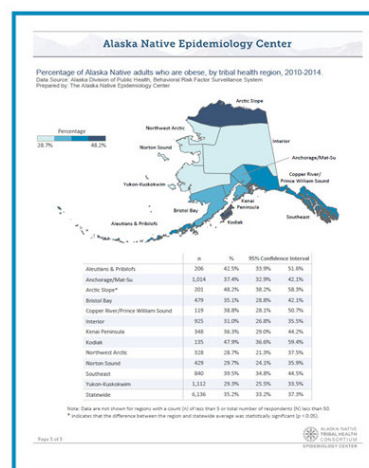 Alaska Native Epidemiology Center
Percentage of Alaska Native adults who are obese, by tribal health region, 2010-2014.
Data Source: Alaska Division of Public Health, Behavioral Risk Factor Surveillance System
Prepared by: The Alaska Native Epidemiology Center
Arctic Slope
Northwest Arctic
Percentage
28.7% 48.2%
Norton Sound
Interior
Anchorage/Mat-Su
Copper River/
Prince William Sound
Yukon-Kuskokwim
Kenai
Peninsula
Bristol Bay
Southeast
Aleutians & Pribilofs
Kodiak
n % 95% Confidence Interval
Aleutians & Pribilofs 206 42.5% 33.9% 51.6%
Anchorage/Mat-Su 1,014 37.4% 32.9% 42.1%
Arctic Slope* 201 48.2% 38.2% 58.3%
Bristol Bay 479 35.1% 28.8% 42.1%
Copper River/Prince William Sound 119 38.8% 28.1% 50.7%
Interior 925 31.0% 26.8% 35.5%
Kenai Peninsula 348 36.3% 29.0% 44.2%
Kodiak 135 47.9% 36.6% 59.4%
Northwest Arctic 328 28.7% 21.3% 37.5%
Norton Sound 429 29.7% 24.1% 35.9%
Southeast 840 39.5% 34.8% 44.5%
Yukon-Kuskokwim 1,112 29.3% 25.5% 33.5%
Statewide 6,136 35.2% 33.2% 37.3%
Note: Data are not shown for regions with a count (n) of less than 5 or total number of respondents (N) less than 50.
* indicates that the difference between the region and statewide average was statistically significant (p < 0.05).
ALASKA NATIVE
TRIBAL HEALTH
CONSORTIUM
EPIDEMIOLOGY CENTER